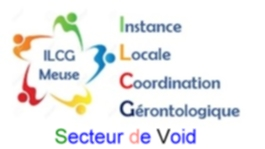 ILCG
Meuse
Instance
Locale
Coordination
Gérontologique
Secteur de Void